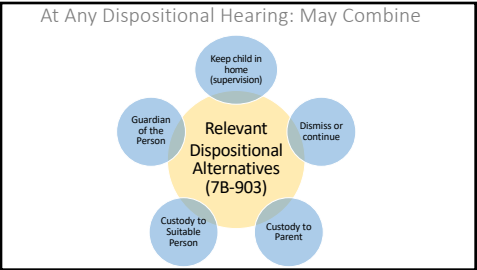 At Any Dispositional Hearing: May Combine
Keep child in
home
(supervision)
Guardian
of the
Person
Relevant
Dispositional
Alternatives
(7B-903)
Dismiss or
continue
Custody to
Suitable
Person
Custody to
Parent